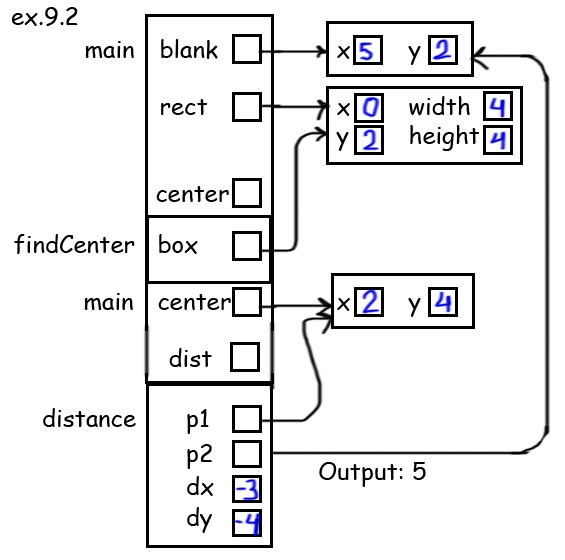 ex.9.2
main blank x 5 y 2
rect x 0 width 4
y 2 height 4
center
findCenter box
main center x 2 y 4
dist
distance p1
p2
Output: 5
dx -3
dy -4